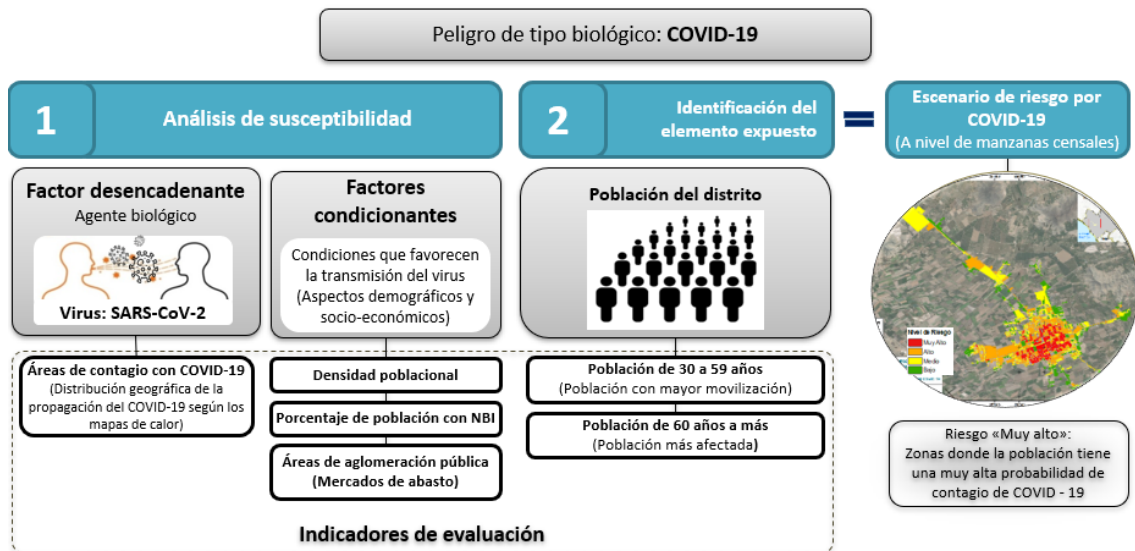 Peligro de tipo biológico: COVID-19
1
Análisis de susceptibilidad
2
Identificación del
elemento expuesto
=
Escenario de riesgo por
COVID-19
(A nivel de manzanas censales)
Factor desencadenante
Agente biológico
Virus: SARS-CoV-2
Factores
condicionantes
Condiciones que favorecen
la transmisión del virus
(Aspectos demográficos y
socio-económicos)
Población del distrito
Nivel de Riesgo
Muy Alto
Alto
Medio
Bajo
Áreas de contagio con COVID-19
(Distribución geográfica de la
propagación del COVID-19 según los
mapas de calor)
Densidad poblacional
Porcentaje de población con NBI
Áreas de aglomeración pública
(Mercados de abasto)
Población de 30 a 59 años
(Población con mayor movilización)
Población de 60 años a más
(Población más afectada)
Riesgo «Muy alto»:
Zonas donde la población tiene
una muy alta probabilidad de
contagio de COVID - 19
Indicadores de evaluación